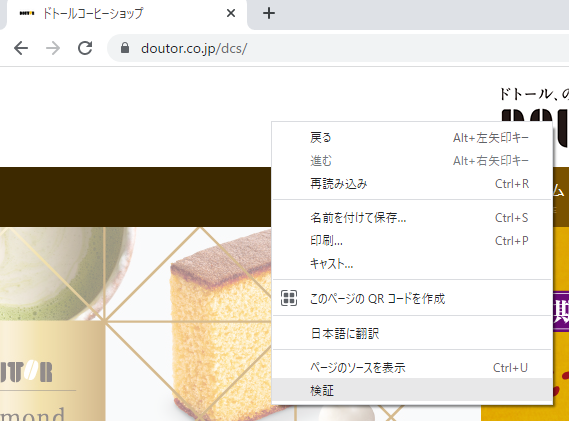 DOUTOR ドトールコーヒーショップ
doutor.co.jp/dcs/
ドトール、の
戻る Alt+左矢印キー
進む Alt+右矢印キー
再読み込み Ctrl+R
名前を付けて保存... Ctrl+S
印刷... Ctrl+P
キャスト...
このページの QR コードを作成
日本語に翻訳
ページのソースを表示 Ctrl+U
検証
ム
期
UTOR
mond